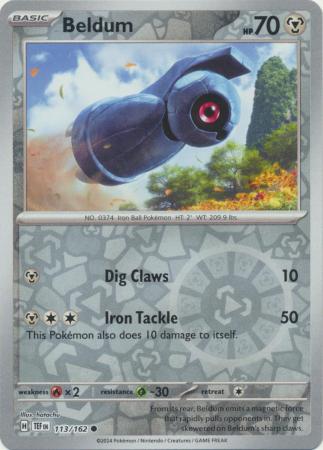 BASIC
Beldum
HP 70
NO. 0374 Iron Ball Pokémon HT: 2' WT: 209.9 lbs.
Dig Claws 10
Iron Tackle 50
This Pokémon also does 10 damage to itself.
weakness ×2 resistance -30 retreat
Illus. hatachu
H TEF EN 113/162
From its rear, Beldum emits a magnetic force
that rapidly pulls opponents in. They get
skewered on Beldum's sharp claws.
©2024 Pokémon / Nintendo / Creatures / GAME FREAK